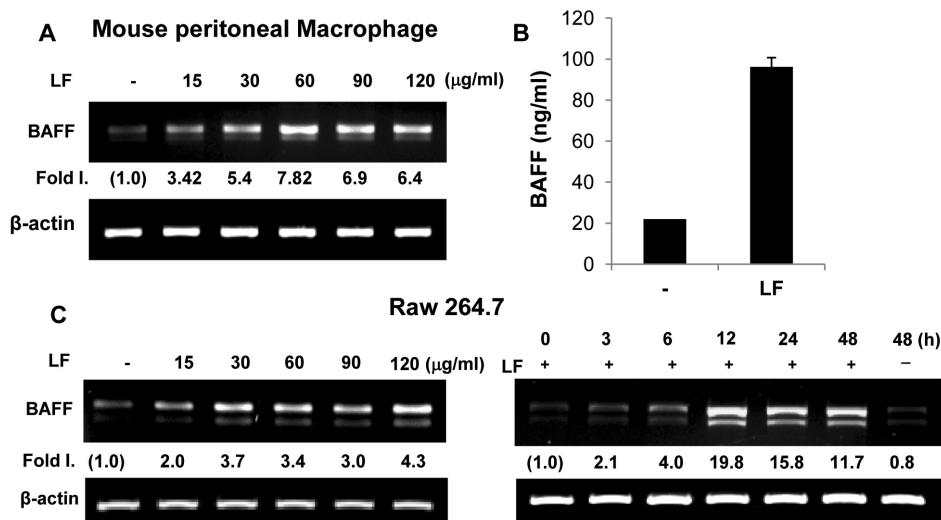 A Mouse peritoneal Macrophage
LF - 15 30 60 90 120 (μg/ml)
BAFF
Fold I. (1.0) 3.42 5.4 7.82 6.9 6.4
β-actin
B
BAFF (ng/ml)
120
100
80
60
40
20
0
- LF
C Raw 264.7
LF - 15 30 60 90 120 (μg/ml)
BAFF
Fold I. (1.0) 2.0 3.7 3.4 3.0 4.3
β-actin
0 3 6 12 24 48 48 (h)
LF + + + + + + –
(1.0) 2.1 4.0 19.8 15.8 11.7 0.8